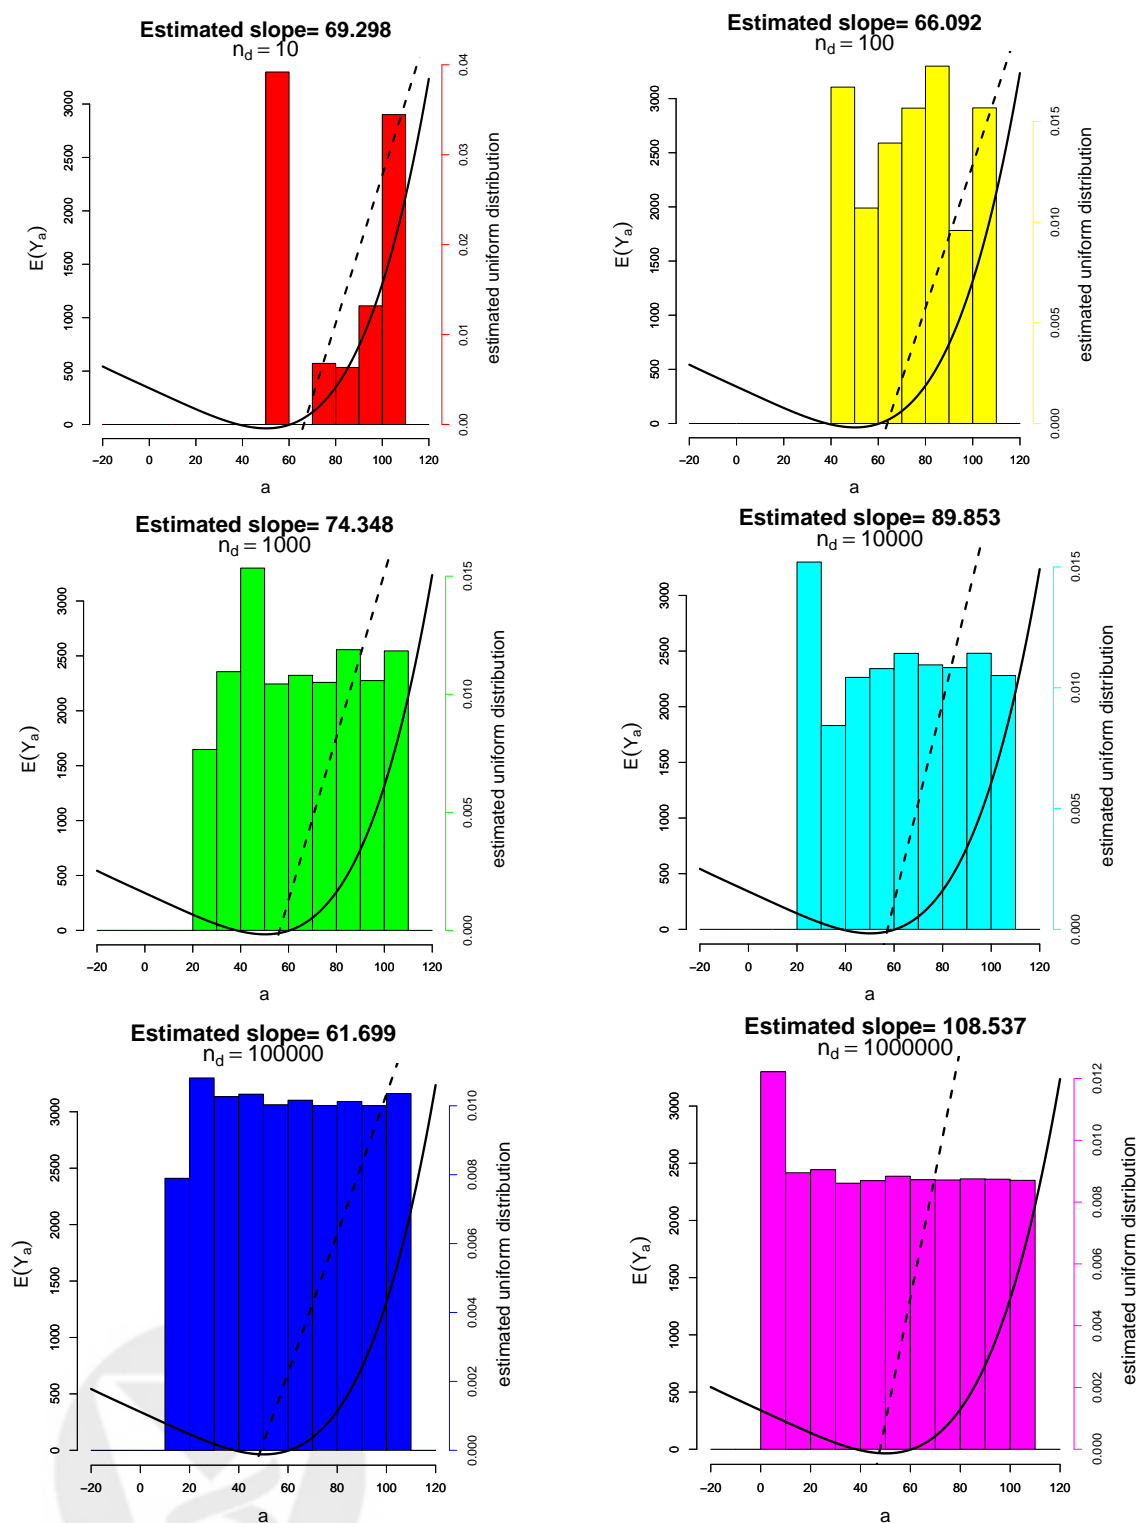 Estimated slope= 69.298
n_d = 10
E(Y_a)
0 500 1000 1500 2000 2500 3000
−20 0 20 40 60 80 100 120
a
0.00 0.01 0.02 0.03 0.04
estimated uniform distribution
Estimated slope= 66.092
n_d = 100
E(Y_a)
0 500 1000 1500 2000 2500 3000
−20 0 20 40 60 80 100 120
a
0.000 0.005 0.010 0.015
estimated uniform distribution
Estimated slope= 74.348
n_d = 1000
E(Y_a)
0 500 1000 1500 2000 2500 3000
−20 0 20 40 60 80 100 120
a
0.000 0.005 0.010 0.015
estimated uniform distribution
Estimated slope= 89.853
n_d = 10000
E(Y_a)
0 500 1000 1500 2000 2500 3000
−20 0 20 40 60 80 100 120
a
0.000 0.005 0.010 0.015
estimated uniform distribution
Estimated slope= 61.699
n_d = 100000
E(Y_a)
0 500 1000 1500 2000 2500 3000
−20 0 20 40 60 80 100 120
a
0.000 0.002 0.004 0.006 0.008 0.010
estimated uniform distribution
Estimated slope= 108.537
n_d = 1000000
E(Y_a)
0 500 1000 1500 2000 2500 3000
−20 0 20 40 60 80 100 120
a
0.000 0.002 0.004 0.006 0.008 0.010 0.012
estimated uniform distribution